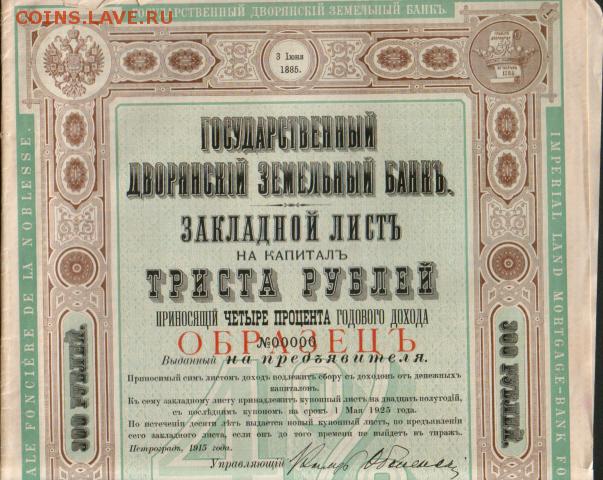 COINS.ЛАВЕ.RU
ГОСУДАРСТВЕННЫЙ ДВОРЯНСКІЙ ЗЕМЕЛЬНЫЙ БАНКЪ.
3 Іюня
1885.
ГОСУДАРСТВЕННЫЙ
ДВОРЯНСКІЙ ЗЕМЕЛЬНЫЙ БАНКЪ.
ЗАКЛАДНОЙ ЛИСТЪ
НА КАПИТАЛЪ
ТРИСТА РУБЛЕЙ
ПРИНОСЯЩІЙ ЧЕТЫРЕ ПРОЦЕНТА ГОДОВОГО ДОХОДА
ОБРАЗЕЦЪ
№00000
Выданный на предъявителя.
Приносимый симъ листомъ доходъ подлежитъ сбору съ доходовъ отъ денежныхъ
капиталовъ.
Къ сему закладному листу принадлежитъ купонный листъ на двадцать полугодій,
съ послѣднимъ купономъ на срокъ 1 Мая 1925 года.
По истеченіи десяти лѣтъ выдается новый купонный листъ, по предъявленіи
сего закладного листа, если онъ до того времени не выйдетъ въ тиражъ.
Петроградъ, 1915 года.
Управляющій
300 РУБЛЕЙ.
300 РУБЛЕЙ.
4%
ALE FONCIÈRE DE LA NOBLESSE.
IMPERIAL LAND MORTGAGE-BANK FO